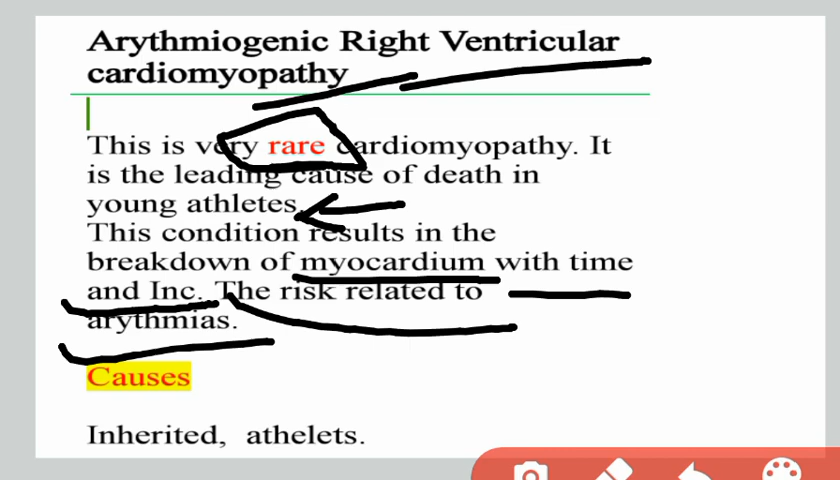 Arythmiogenic Right Ventricular
cardiomyopathy
This is very rare cardiomyopathy. It
is the leading cause of death in
young athletes.
This condition results in the
breakdown of myocardium with time
and Inc. The risk related to
arythmias.
Causes
Inherited, athelets.